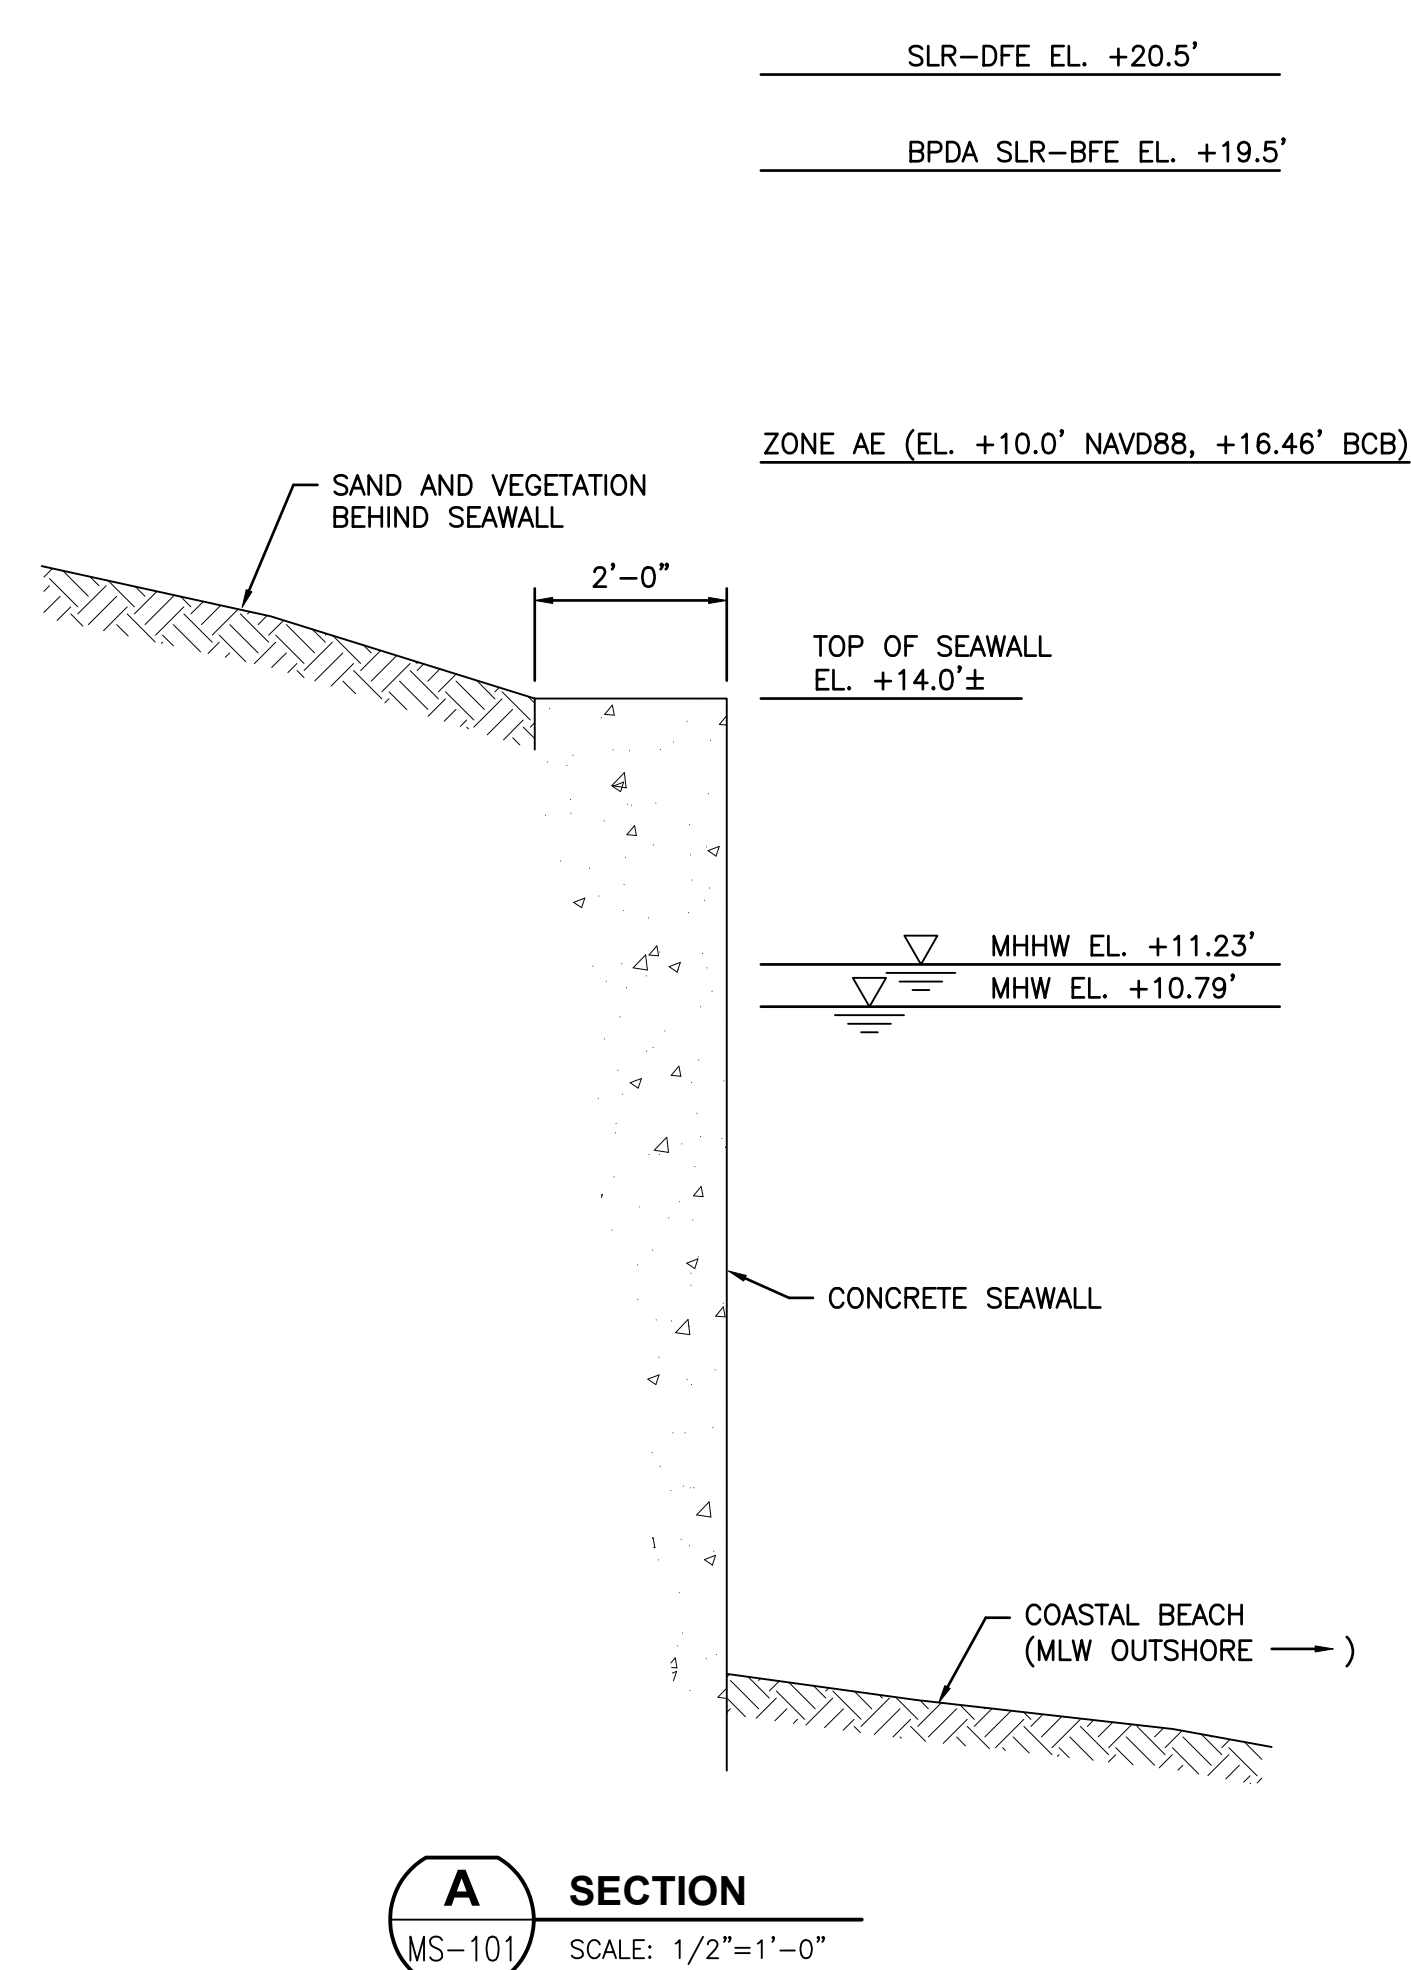 SLR-DFE EL. +20.5'
BPDA SLR-BFE EL. +19.5'
ZONE AE (EL. +10.0' NAVD88, +16.46' BCB)
SAND AND VEGETATION
BEHIND SEAWALL
2'-0"
TOP OF SEAWALL
EL. +14.0'±
MHHW EL. +11.23'
MHW EL. +10.79'
CONCRETE SEAWALL
COASTAL BEACH
(MLW OUTSHORE → )
A
SECTION
MS-101
SCALE: 1/2"=1'-0"